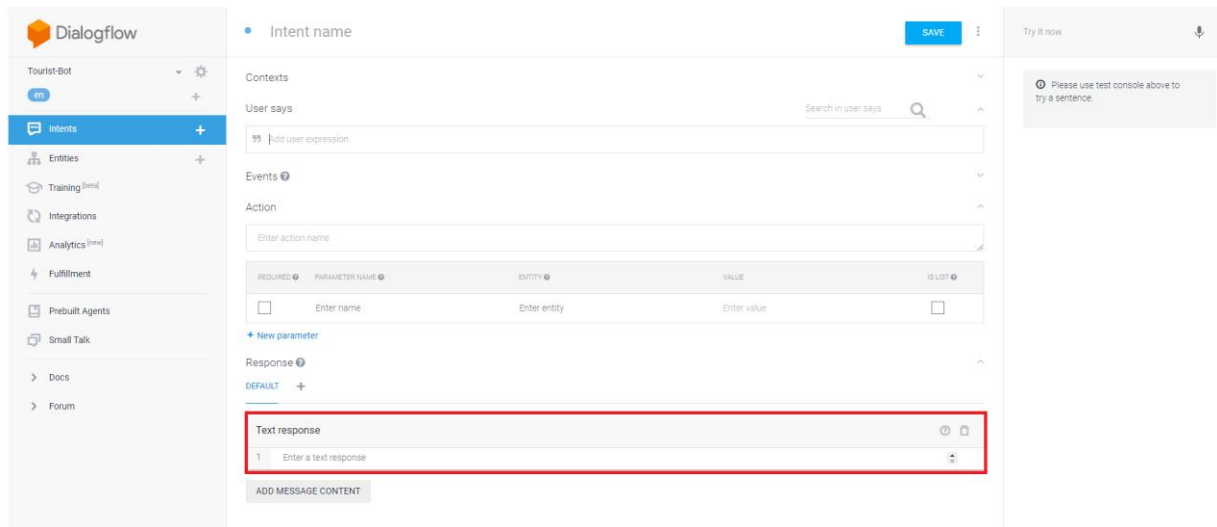 Dialogflow
Tourist-Bot
en
Intents
Entities
Training [beta]
Integrations
Analytics [new]
Fulfillment
Prebuilt Agents
Small Talk
Docs
Forum
Intent name
SAVE
Contexts
User says
Search in user says
Add user expression
Events
Action
Enter action name
REQUIRED PARAMETER NAME ENTITY VALUE IS LIST
Enter name Enter entity Enter value
+ New parameter
Response
DEFAULT +
Text response
1 Enter a text response
ADD MESSAGE CONTENT
Try it now
Please use test console above to
try a sentence.